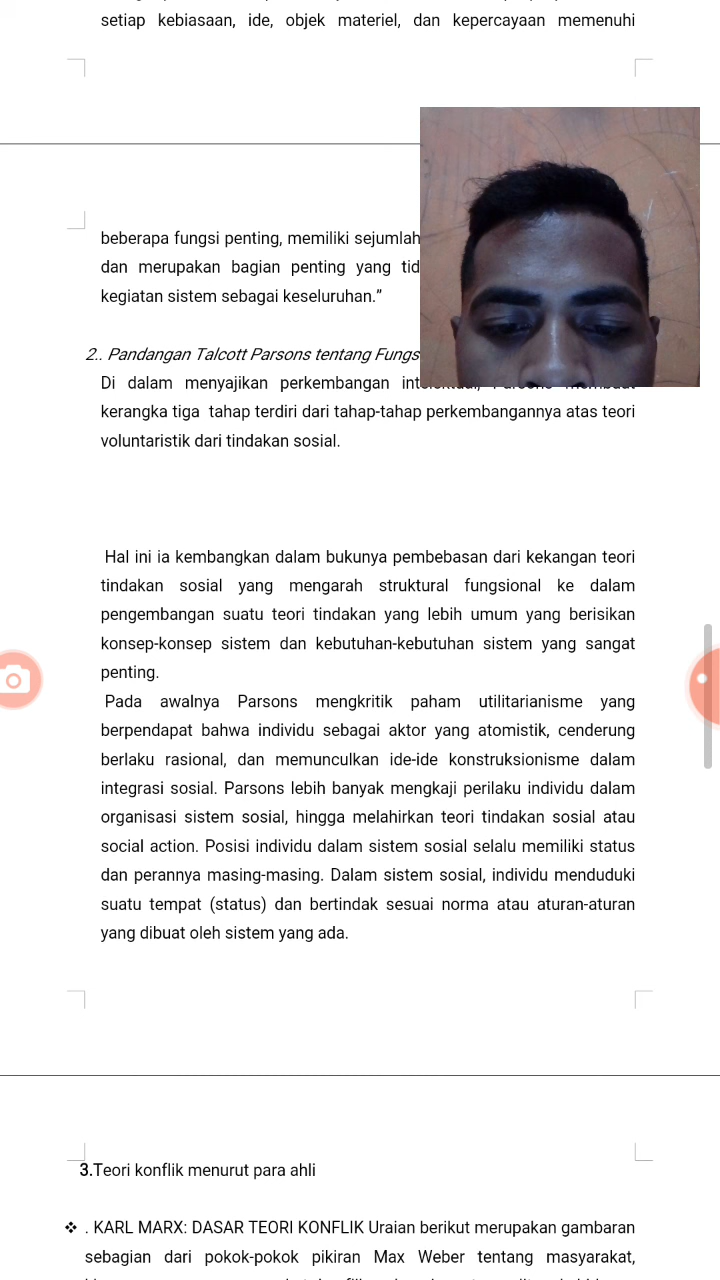 setiap kebiasaan, ide, objek materiel, dan kepercayaan memenuhi
beberapa fungsi penting, memiliki sejumlah
dan merupakan bagian penting yang tid
kegiatan sistem sebagai keseluruhan.”
2.. Pandangan Talcott Parsons tentang Fungs
Di dalam menyajikan perkembangan
kerangka tiga tahap terdiri dari tahap-tahap perkembangannya atas teori
voluntaristik dari tindakan sosial.
Hal ini ia kembangkan dalam bukunya pembebasan dari kekangan teori
tindakan sosial yang mengarah struktural fungsional ke dalam
pengembangan suatu teori tindakan yang lebih umum yang berisikan
konsep-konsep sistem dan kebutuhan-kebutuhan sistem yang sangat
penting.
Pada awalnya Parsons mengkritik paham utilitarianisme yang
berpendapat bahwa individu sebagai aktor yang atomistik, cenderung
berlaku rasional, dan memunculkan ide-ide konstruksionisme dalam
integrasi sosial. Parsons lebih banyak mengkaji perilaku individu dalam
organisasi sistem sosial, hingga melahirkan teori tindakan sosial atau
social action. Posisi individu dalam sistem sosial selalu memiliki status
dan perannya masing-masing. Dalam sistem sosial, individu menduduki
suatu tempat (status) dan bertindak sesuai norma atau aturan-aturan
yang dibuat oleh sistem yang ada.
3.Teori konflik menurut para ahli
❖ . KARL MARX: DASAR TEORI KONFLIK Uraian berikut merupakan gambaran
sebagian dari pokok-pokok pikiran Max Weber tentang masyarakat,